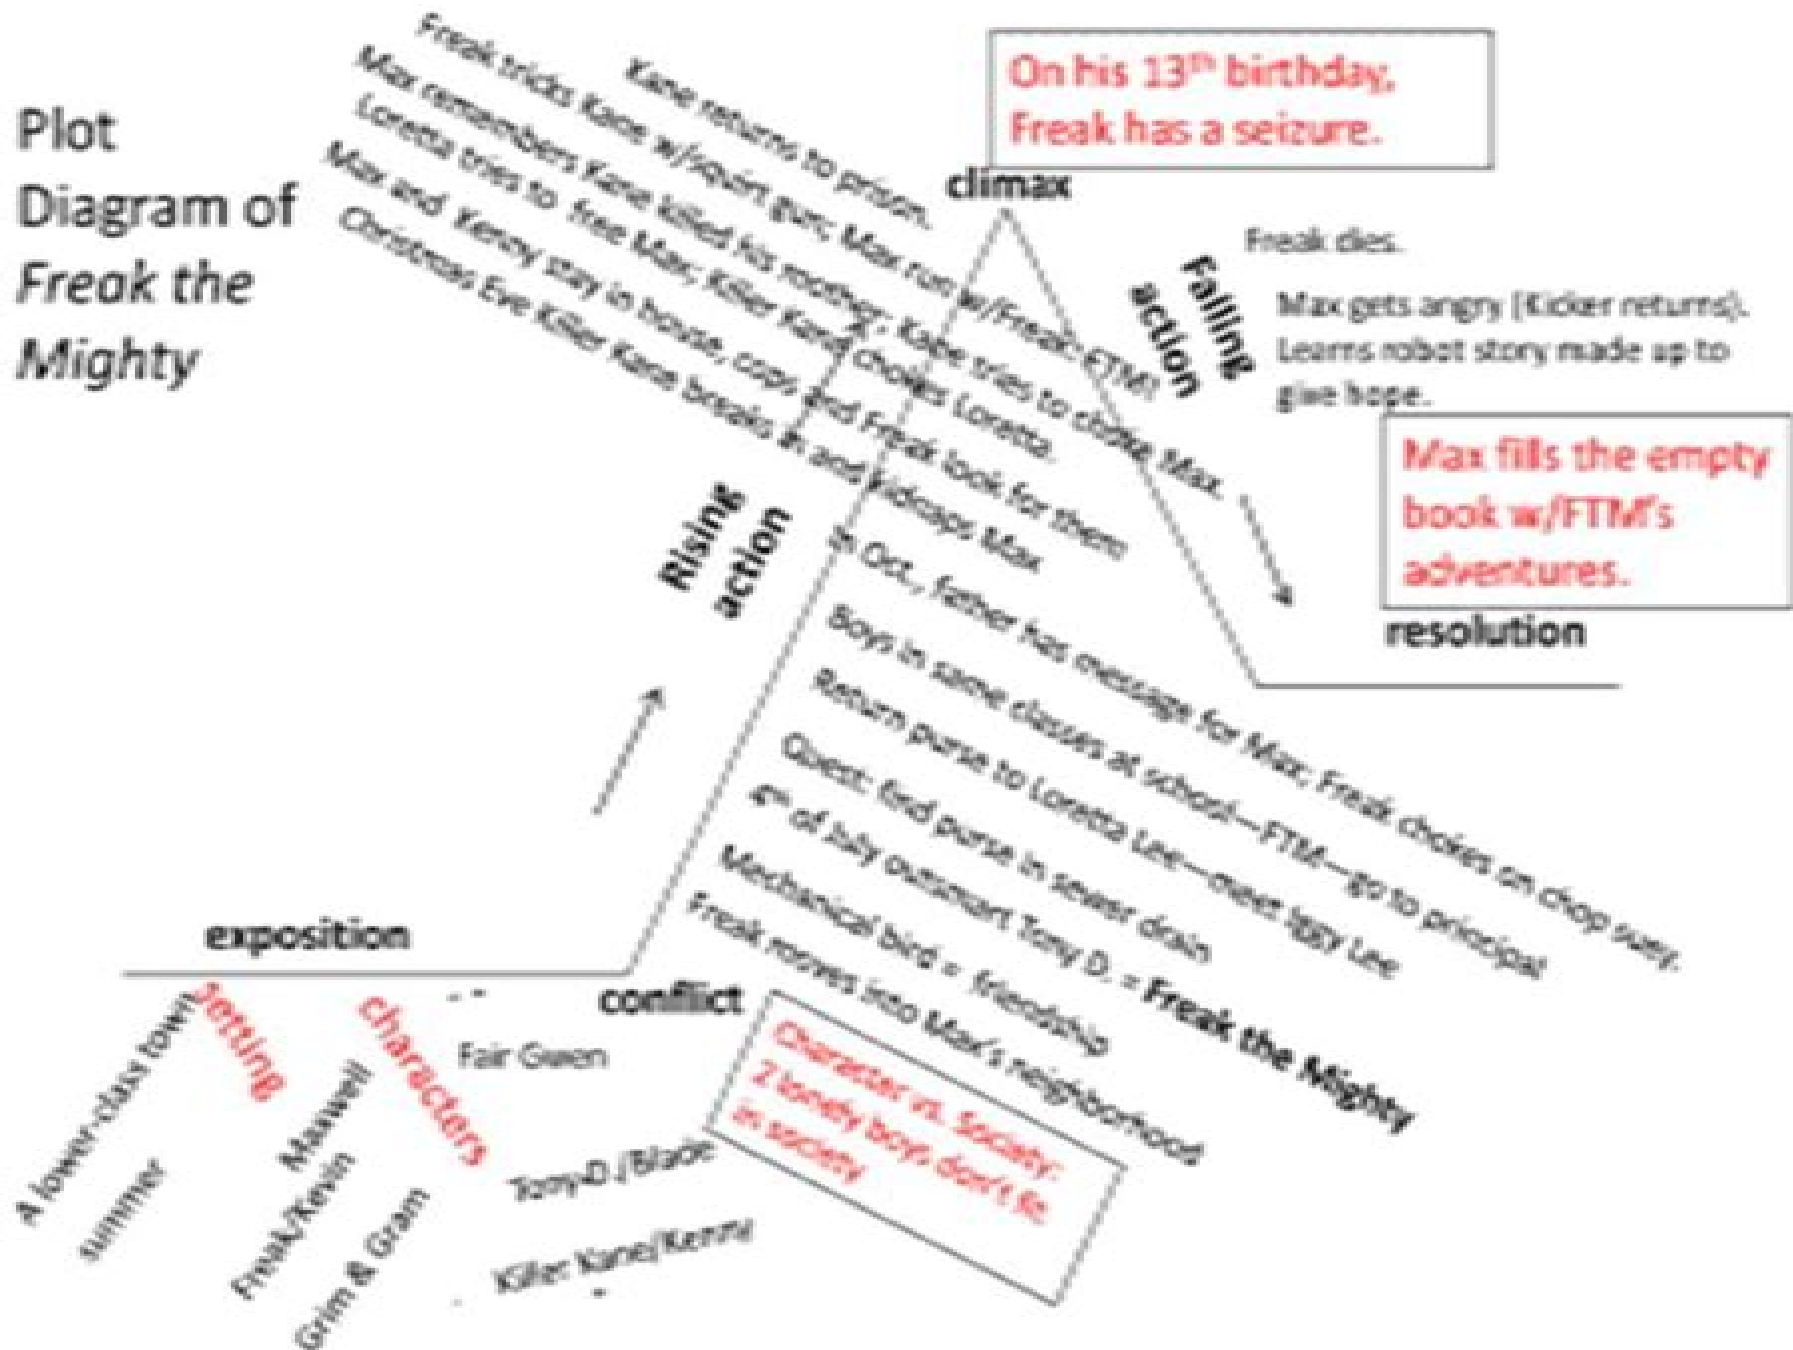 Plot
Diagram of
Freak the
Mighty
On his 13th birthday,
Freak has a seizure.
climax
Kane returns to prison.
Freak tricks Kane w/squirt gun; Max run w/Freak: FTM!
Max remembers Kane killed his mother; Kane tries to choke Max.
Loretta tries to free Max; Killer Kane chokes Loretta.
Max and Kenny stay in house, cops and Freak look for them
Christmas Eve Killer Kane breaks in and kidnaps Max
Falling
action
Freak dies.
Max gets angry (Kicker returns).
Learns robot story made up to
give hope.
Max fills the empty
book w/FTM's
adventures.
resolution
Rising
action
In Oct., father has message for Max; Freak chokes on chop suey.
Boys in same classes at school—FTM—go to principal
Return purse to Loretta Lee—meet Iggy Lee
Quest: find purse in sewer drain
4th of July outsmart Tony D. = Freak the Mighty
Mechanical bird = friendship
Freak moves into Max's neighborhood
exposition
conflict
Character vs. Society:
2 lonely boys don't fit
in society
setting
A lower-class town
summer
characters
Maxwell
Freak/Kevin
Grim & Gram
Fair Gwen
Tony D./Blade
Killer Kane/Kenny